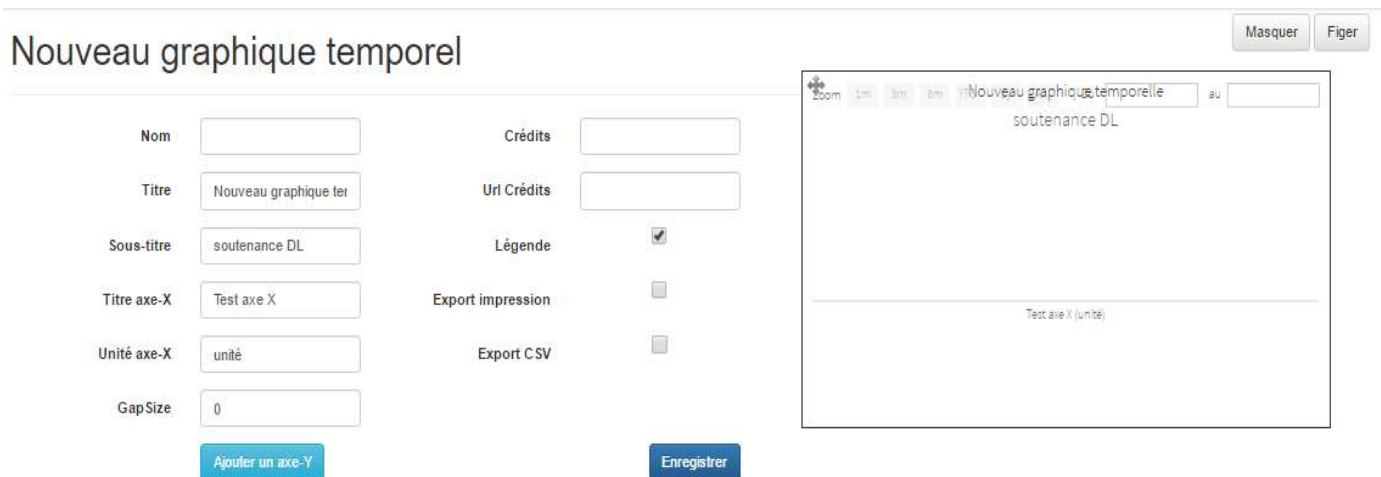 Masquer Figer
Nouveau graphique temporel
Nom
Crédits
Titre Nouveau graphique ter
Url Crédits
Sous-titre soutenance DL
Légende
Titre axe-X Test axe X
Export impression
Unité axe-X unité
Export CSV
GapSize 0
Ajouter un axe-Y
Enregistrer
Zoom 1m au
Nouveau graphique temporelle
soutenance DL
Test axe X (unité)